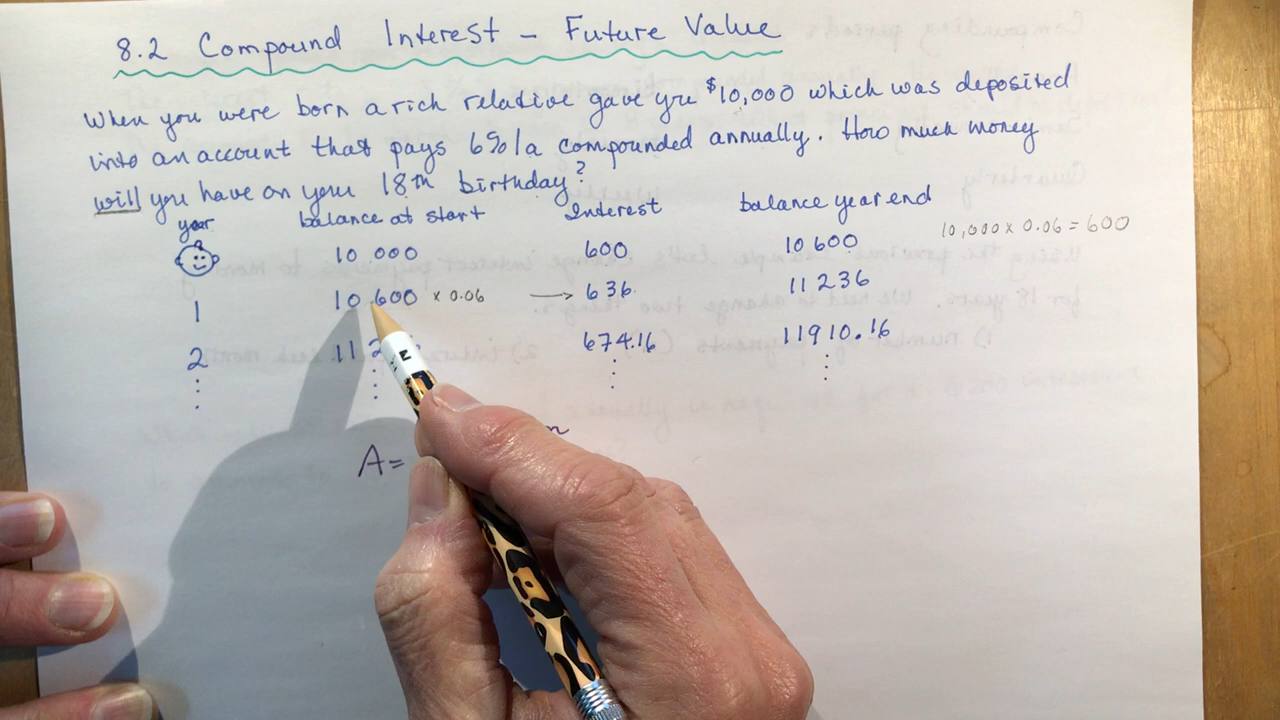 8.2 Compound Interest - Future Value
When you were born a rich relative gave you $10,000 which was deposited
into an account that pays 6%/a compounded annually. How much money
will you have on your 18th birthday?
year balance at start Interest balance year end
10,000 x 0.06 = 600
10 000 600 10 600
1 10 600 x 0.06 → 636 11 236
2 11 2 674.16 11910.16
A=